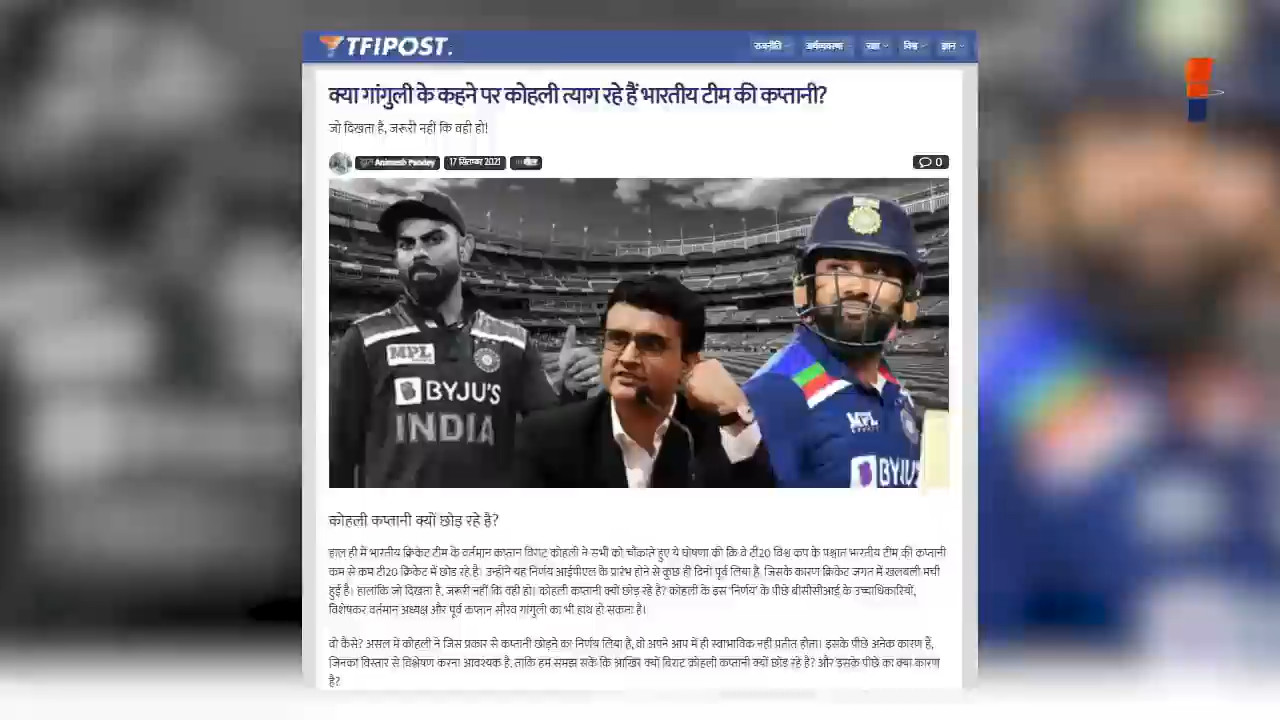 TFIPOST.
राजनीति अर्थव्यवस्था रक्षा विश्व ज्ञान
क्या गांगुली के कहने पर कोहली त्याग रहे हैं भारतीय टीम की कप्तानी?
जो दिखता है, जरूरी नहीं कि वही हो!
द्वारा Animesh Pandey 17 सितम्बर 2021 0
MPL
BYJU'S
INDIA
MPL
BYJU'
कोहली कप्तानी क्यों छोड़ रहे है?
हाल ही में भारतीय क्रिकेट टीम के वर्तमान कप्तान विराट कोहली ने सभी को चौंकाते हुए ये घोषणा की कि वे टी20 विश्व कप के पश्चात भारतीय टीम की कप्तानी
कम से कम टी20 क्रिकेट में छोड़ रहे है। उन्होंने यह निर्णय आईपीएल के प्रारंभ होने से कुछ ही दिनों पूर्व लिया है, जिसके कारण क्रिकेट जगत में खलबली मची
हुई है। हालांकि जो दिखता है, जरूरी नहीं कि वही हो। कोहली कप्तानी क्यों छोड़ रहे है? कोहली के इस 'निर्णय' के पीछे बीसीसीआई के उच्चाधिकारियों,
विशेषकर वर्तमान अध्यक्ष और पूर्व कप्तान सौरव गांगुली का भी हाथ हो सकता है।
वो कैसे? असल में कोहली ने जिस प्रकार से कप्तानी छोड़ने का निर्णय लिया है, वो अपने आप में ही स्वाभाविक नहीं प्रतीत होता। इसके पीछे अनेक कारण हैं,
जिनका विस्तार से विश्लेषण करना आवश्यक है, ताकि हम समझ सकें कि आखिर क्यों विराट कोहली कप्तानी क्यों छोड़ रहे है? और इसके पीछे का क्या कारण
है?